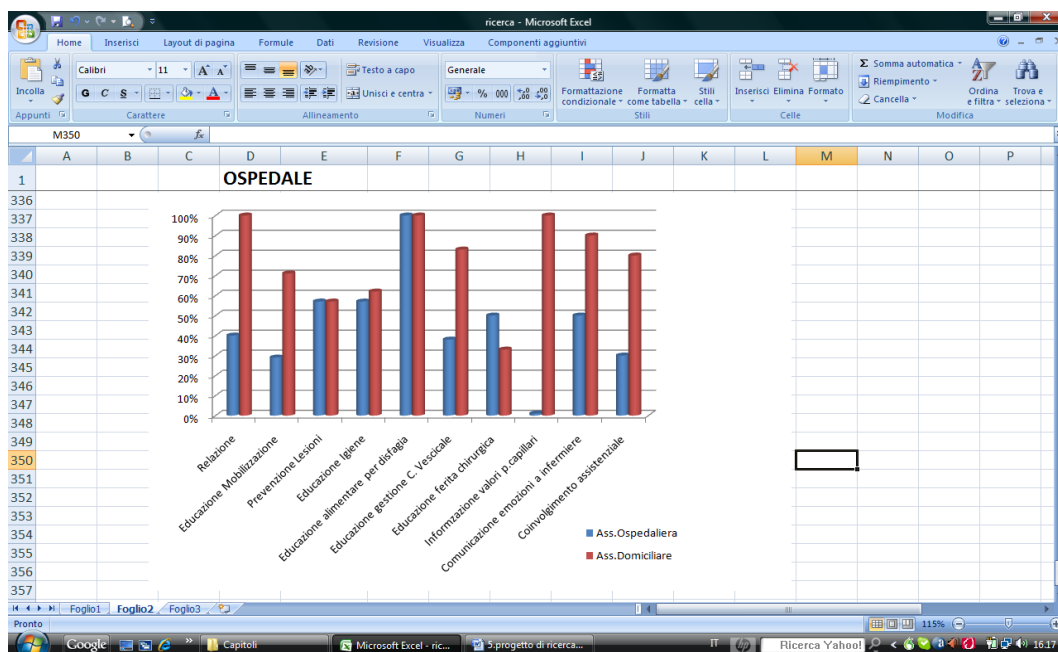 ricerca - Microsoft Excel
Home Inserisci Layout di pagina Formule Dati Revisione Visualizza Componenti aggiuntivi
Incolla
Calibri 11 A A
G C S A
Testo a capo
Unisci e centra
Generale
% 000 ,0 ,00 ,00 ,0
Formattazione condizionale
Formatta come tabella
Stili cella
Inserisci Elimina Formato
Σ Somma automatica
Riempimento
Cancella
Ordina e filtra
Trova e seleziona
Appunti Carattere Allineamento Numeri Stili Celle Modifica
M350 fx
A B C D E F G H I J K L M N O P
1 OSPEDALE
336
337
338
339
340
341
342
343
344
345
346
347
348
349
350
351
352
353
354
355
356
357
100%
90%
80%
70%
60%
50%
40%
30%
20%
10%
0%
Relazione
Educazione Mobilizzazione
Prevenzione Lesioni
Educazione Igiene
Educazione alimentare per disfagia
Educazione gestione C. Vescicale
Educazione ferita chirurgica
Informzazione valori p.capillari
Comunicazione emozioni a infermiere
Coinvolgimento assistenziale
Ass.Ospedaliera
Ass.Domiciliare
Foglio1 Foglio2 Foglio3
Pronto 115%
Google Capitoli Microsoft Excel - ric... 5.progetto di ricerca... IT hp Ricerca Yahoo! 16.17